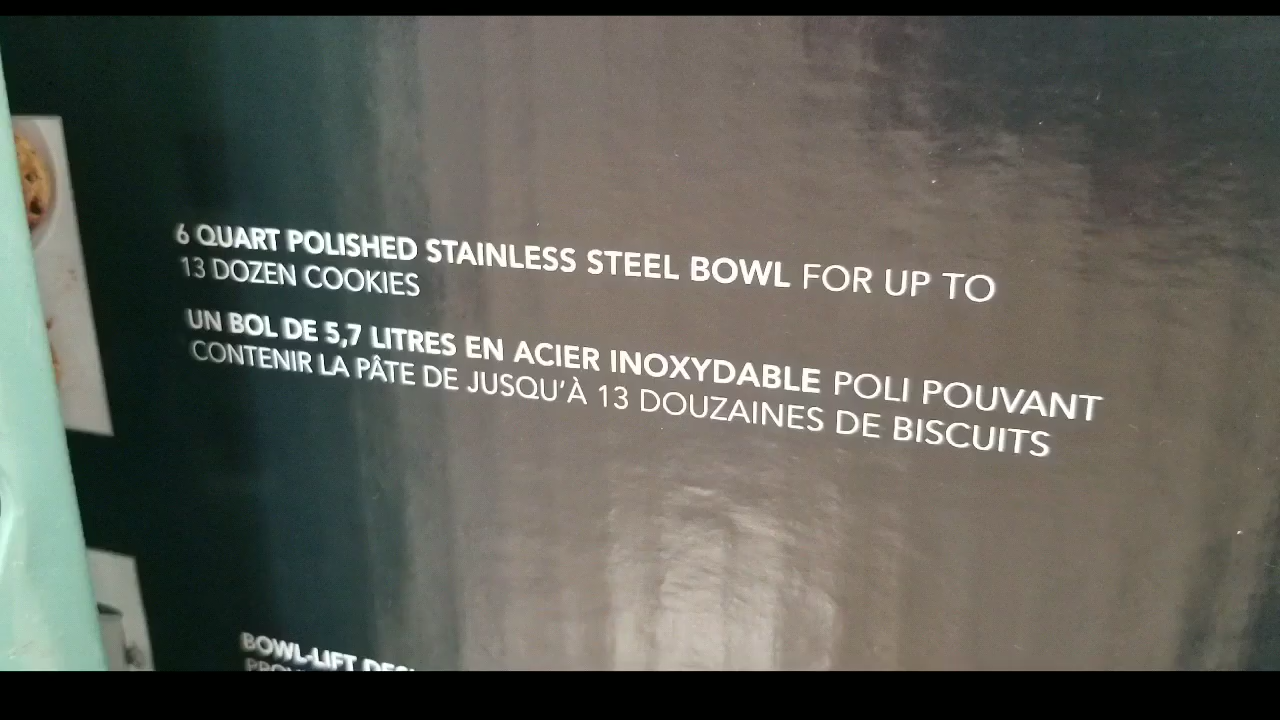 6 QUART POLISHED STAINLESS STEEL BOWL FOR UP TO
13 DOZEN COOKIES
UN BOL DE 5,7 LITRES EN ACIER INOXYDABLE POLI POUVANT
CONTENIR LA PÂTE DE JUSQU'À 13 DOUZAINES DE BISCUITS
BOWL-LIFT